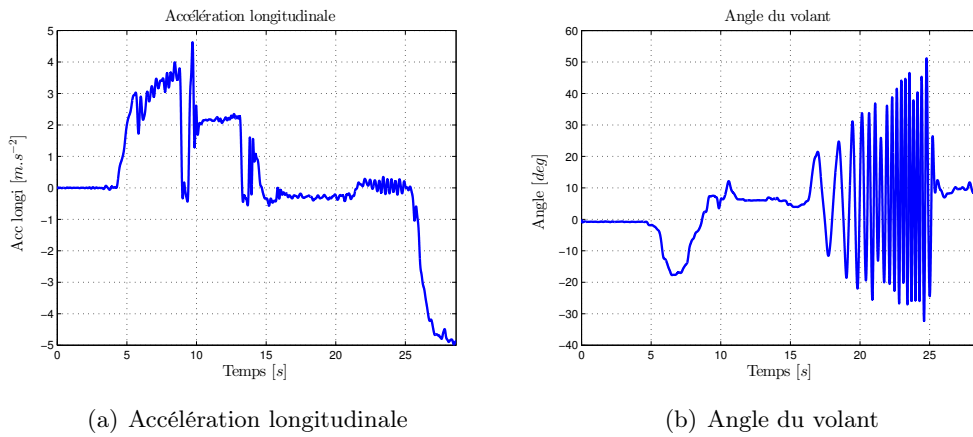 Accélération longitudinale
5
4
3
2
1
0
-1
-2
-3
-4
-5
Acc longi [m.s⁻²]
0 5 10 15 20 25
Temps [s]
(a) Accélération longitudinale
Angle du volant
60
50
40
30
20
10
0
-10
-20
-30
-40
Angle [deg]
0 5 10 15 20 25
Temps [s]
(b) Angle du volant